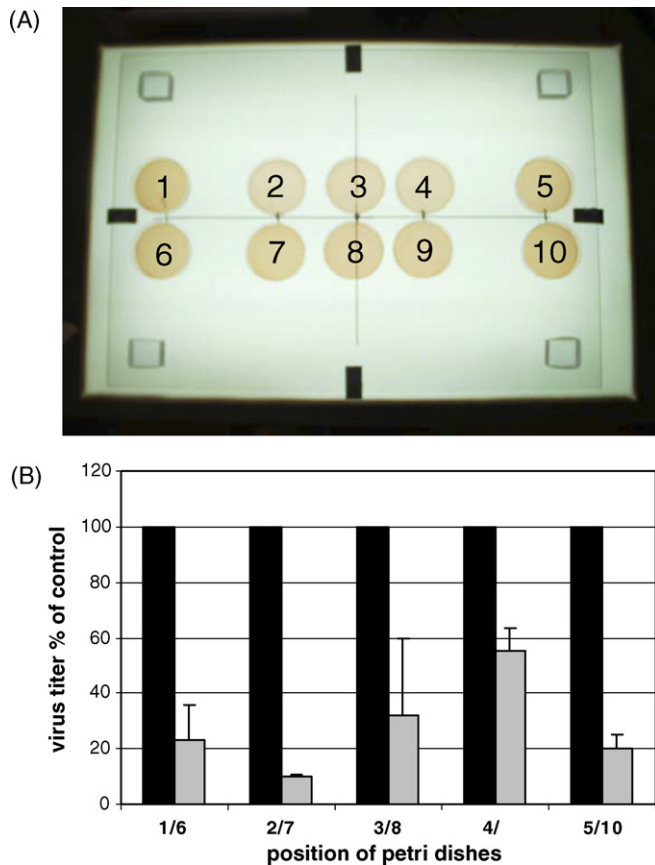 (A)
1 2 3 4 5
6 7 8 9 10
(B)
virus titer % of control
120
100
80
60
40
20
0
1/6 2/7 3/8 4/ 5/10
position of petri dishes